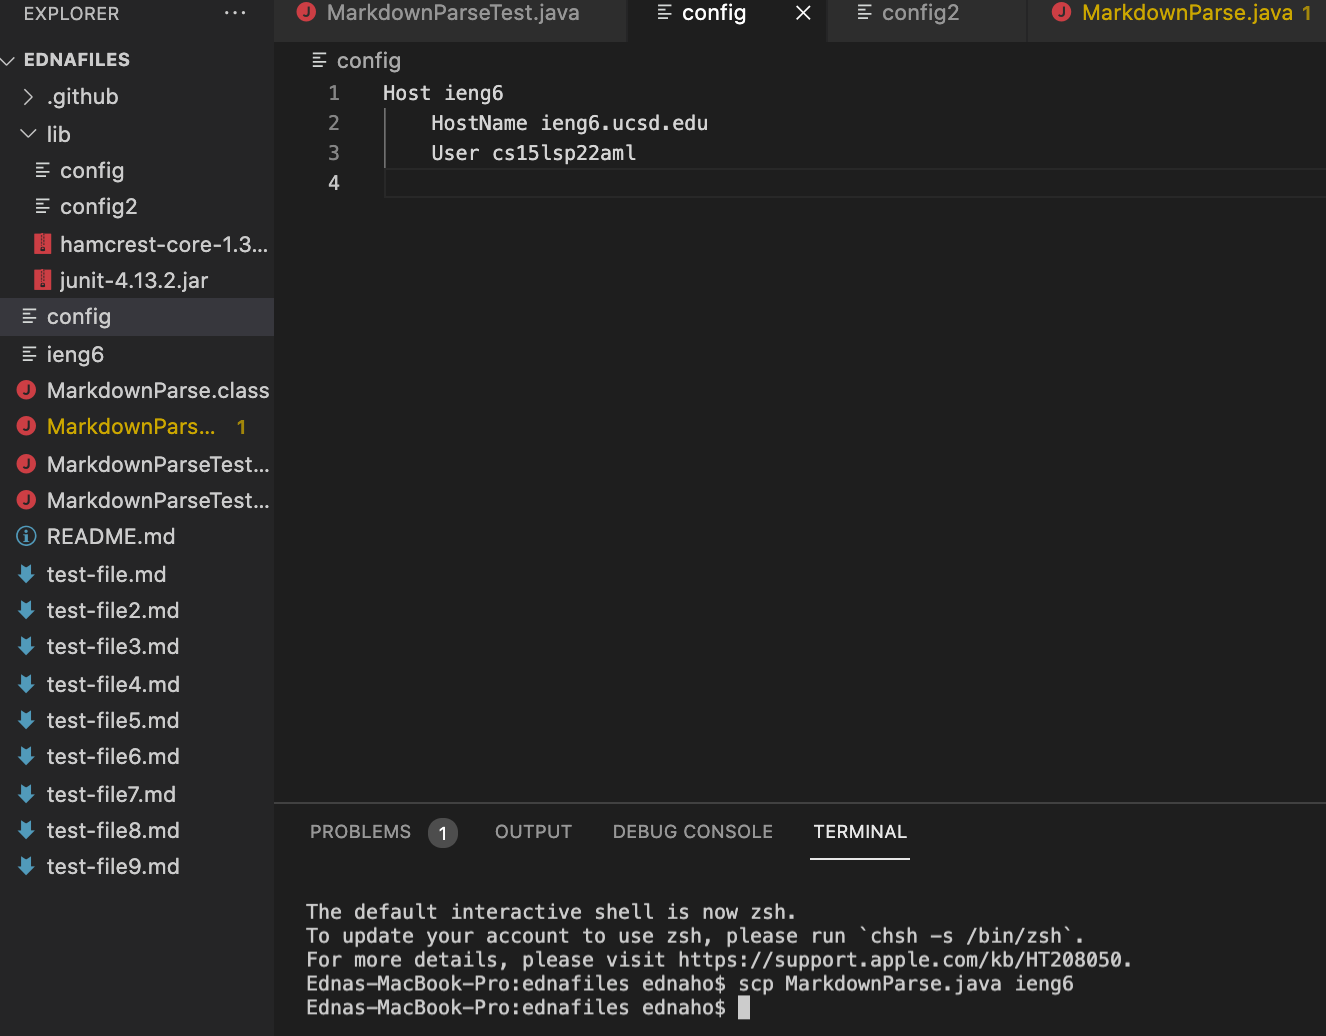 EXPLORER
EDNAFILES
.github
lib
config
config2
hamcrest-core-1.3...
junit-4.13.2.jar
config
ieng6
MarkdownParse.class
MarkdownPars... 1
MarkdownParseTest...
MarkdownParseTest...
README.md
test-file.md
test-file2.md
test-file3.md
test-file4.md
test-file5.md
test-file6.md
test-file7.md
test-file8.md
test-file9.md
MarkdownParseTest.java config config2 MarkdownParse.java 1
config
1 Host ieng6
2 HostName ieng6.ucsd.edu
3 User cs15lsp22aml
4
PROBLEMS 1 OUTPUT DEBUG CONSOLE TERMINAL
The default interactive shell is now zsh.
To update your account to use zsh, please run `chsh -s /bin/zsh`.
For more details, please visit https://support.apple.com/kb/HT208050.
Ednas-MacBook-Pro:ednafiles ednaho$ scp MarkdownParse.java ieng6
Ednas-MacBook-Pro:ednafiles ednaho$